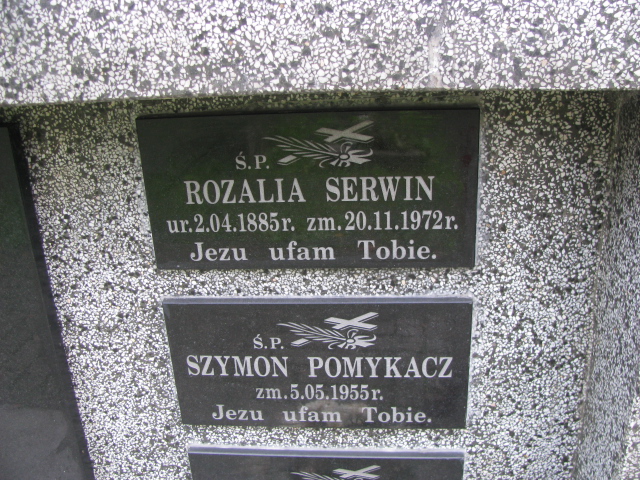 Ś.P.
ROZALIA SERWIN
ur.2.04.1885r. zm.20.11.1972r.
Jezu ufam Tobie.
Ś.P.
SZYMON POMYKACZ
zm.5.05.1955r.
Jezu ufam Tobie.